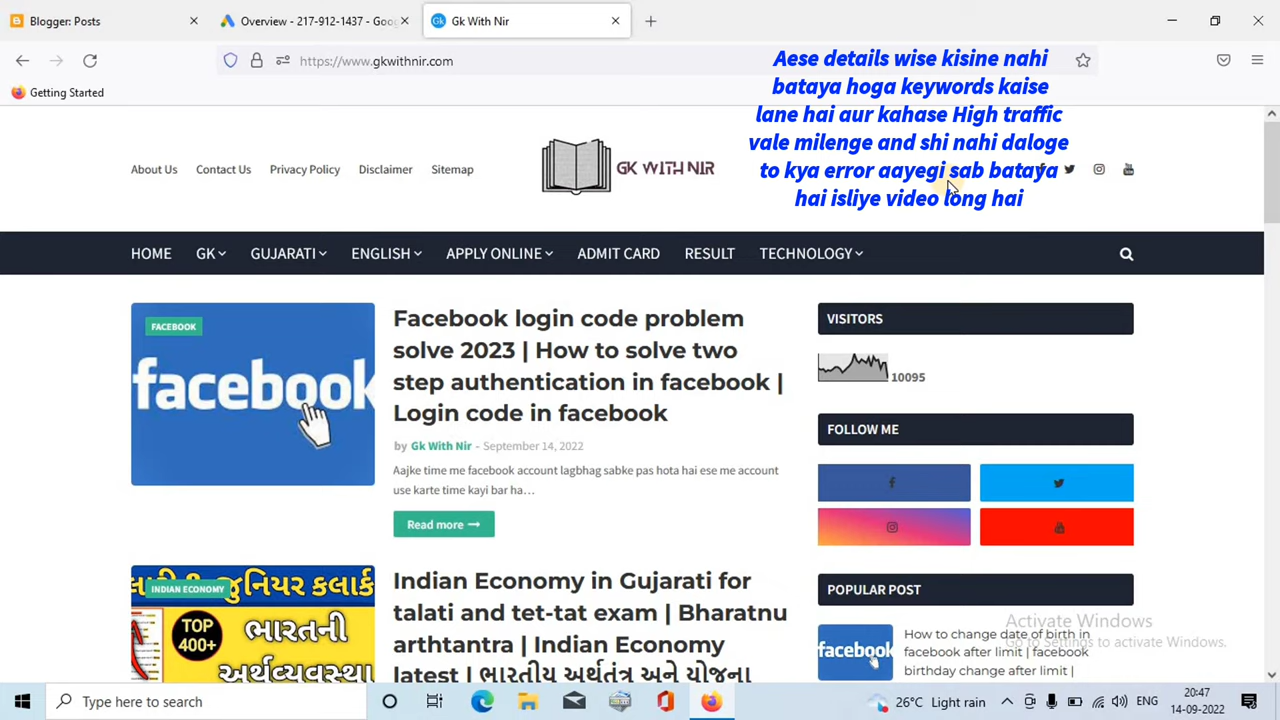 Blogger: Posts
Overview - 217-912-1437 - Goo
Gk With Nir
https://www.gkwithnir.com
Getting Started
Aese details wise kisine nahi
bataya hoga keywords kaise
lane hai aur kahase High traffic
vale milenge and shi nahi daloge
to kya error aayegi sab bataya
hai isliye video long hai
About Us
Contact Us
Privacy Policy
Disclaimer
Sitemap
GK WITH NIR
HOME
GK
GUJARATI
ENGLISH
APPLY ONLINE
ADMIT CARD
RESULT
TECHNOLOGY
FACEBOOK
facebook
Facebook login code problem
solve 2023 | How to solve two
step authentication in facebook |
Login code in facebook
by Gk With Nir - September 14, 2022
Aajke time me facebook account lagbhag sabke pas hota hai ese me account
use karte time kayi bar ha…
Read more
VISITORS
10095
FOLLOW ME
POPULAR POST
facebook
How to change date of birth in
facebook after limit | facebook
birthday change after limit |
INDIAN ECONOMY
જુનિયર ક્લાર્ક
TOP
400+
ભારતની
અર્થવ્યવસ્થા
Indian Economy in Gujarati for
talati and tet-tat exam | Bharatnu
arthtantra | Indian Economy
latest | ભારતીય અર્થતંત્ર અને યોજના
Activate Windows
Go to Settings to activate Windows.
Type here to search
26°C Light rain
ENG
20:47
14-09-2022